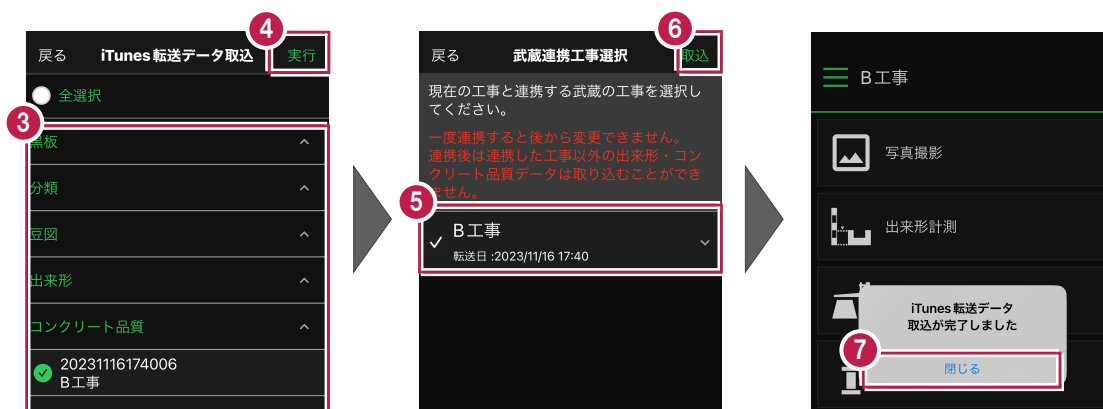 4
戻る iTunes転送データ取込 実行
全選択
3
黒板
分類
豆図
出来形
コンクリート品質
20231116174006
B工事
6
戻る 武蔵連携工事選択 取込
現在の工事と連携する武蔵の工事を選択し
てください。
一度連携すると後から変更できません。
連携後は連携した工事以外の出来形・コン
クリート品質データは取り込むことができ
ません。
5
B工事
転送日:2023/11/16 17:40
B工事
写真撮影
出来形計測
iTunes転送データ
取込が完了しました
7
閉じる